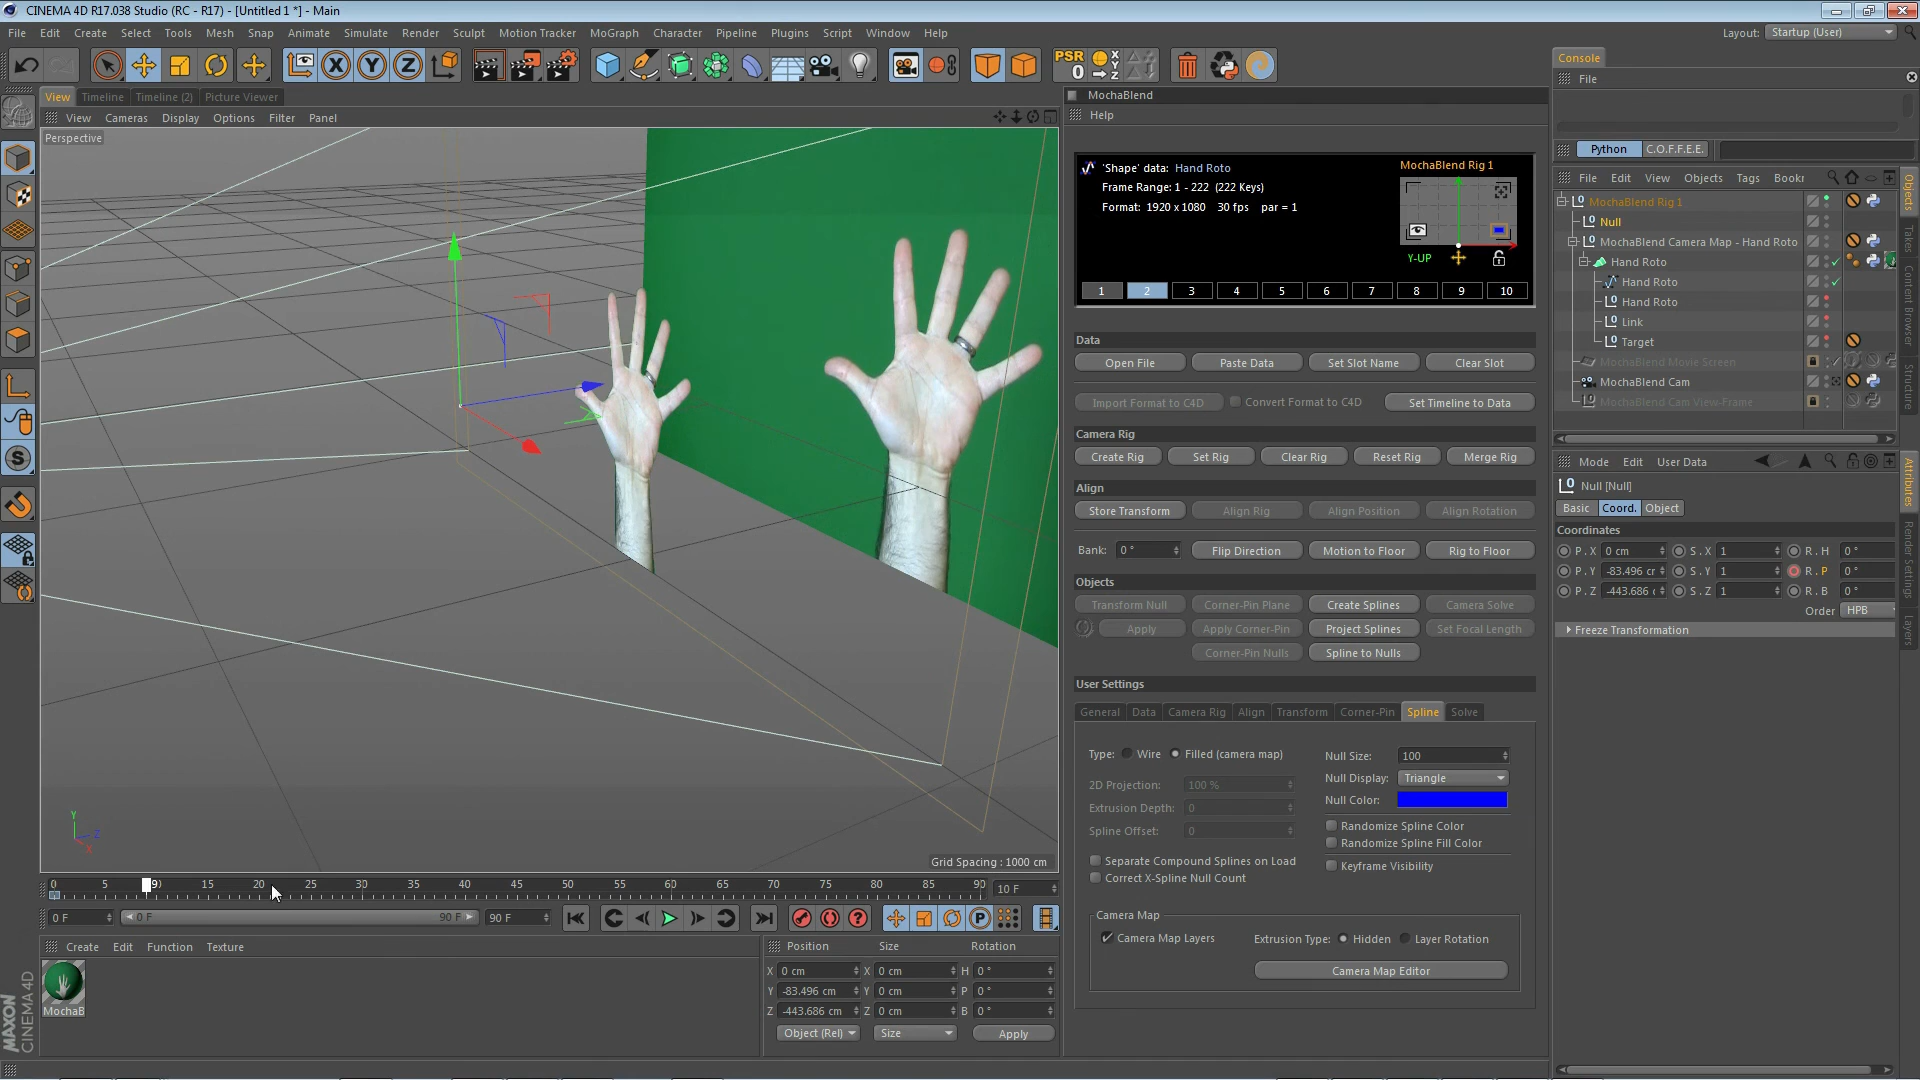 CINEMA 4D R17.038 Studio (RC - R17) - [Untitled 1 *] - Main
File Edit Create Select Tools Mesh Snap Animate Simulate Render Sculpt Motion Tracker MoGraph Character Pipeline Plugins Script Window Help
Layout: Startup (User)
PSR
0
Console
File
View Timeline Timeline (2) Picture Viewer
MochaBlend
View Cameras Display Options Filter Panel
Help
Perspective
Python C.O.F.F.E.E.
'Shape' data: Hand Roto
Frame Range: 1 - 222 (222 Keys)
Format: 1920 x 1080 30 fps par = 1
MochaBlend Rig 1
Y-UP
1 2 3 4 5 6 7 8 9 10
File Edit View Objects Tags Bookr
MochaBlend Rig 1
Null
MochaBlend Camera Map - Hand Roto
Hand Roto
Hand Roto
Hand Roto
Link
Target
MochaBlend Movie Screen
MochaBlend Cam
MochaBlend Cam View-Frame
Objects
Takes
Content Browser
Structure
Data
Open File Paste Data Set Slot Name Clear Slot
Import Format to C4D Convert Format to C4D Set Timeline to Data
Camera Rig
Create Rig Set Rig Clear Rig Reset Rig Merge Rig
Align
Store Transform Align Rig Align Position Align Rotation
Bank: 0 ° Flip Direction Motion to Floor Rig to Floor
Objects
Transform Null Corner-Pin Plane Create Splines Camera Solve
Apply Apply Corner-Pin Project Splines Set Focal Length
Corner-Pin Nulls Spline to Nulls
User Settings
General Data Camera Rig Align Transform Corner-Pin Spline Solve
Type: Wire Filled (camera map)
2D Projection: 100 %
Extrusion Depth: 0
Spline Offset: 0
Separate Compound Splines on Load
Correct X-Spline Null Count
Null Size: 100
Null Display: Triangle
Null Color:
Randomize Spline Color
Randomize Spline Fill Color
Keyframe Visibility
Camera Map
Camera Map Layers Extrusion Type: Hidden Layer Rotation
Camera Map Editor
Mode Edit User Data
Null [Null]
Basic Coord. Object
Coordinates
P . X 0 cm S . X 1 R . H 0 °
P . Y -83.496 cr S . Y 1 R . P 0 °
P . Z -443.686 ( S . Z 1 R . B 0 °
Order HPB
Freeze Transformation
Attributes
Render Settings
Layers
Y
Z
X
Grid Spacing : 1000 cm
0 5 9 15 20 25 30 35 40 45 50 55 60 65 70 75 80 85 90 10 F
0 F 0 F 90 F 90 F
Create Edit Function Texture
MochaB
Position Size Rotation
X 0 cm X 0 cm H 0 °
Y -83.496 cm Y 0 cm P 0 °
Z -443.686 cm Z 0 cm B 0 °
Object (Rel) Size Apply
MAXON
CINEMA 4D